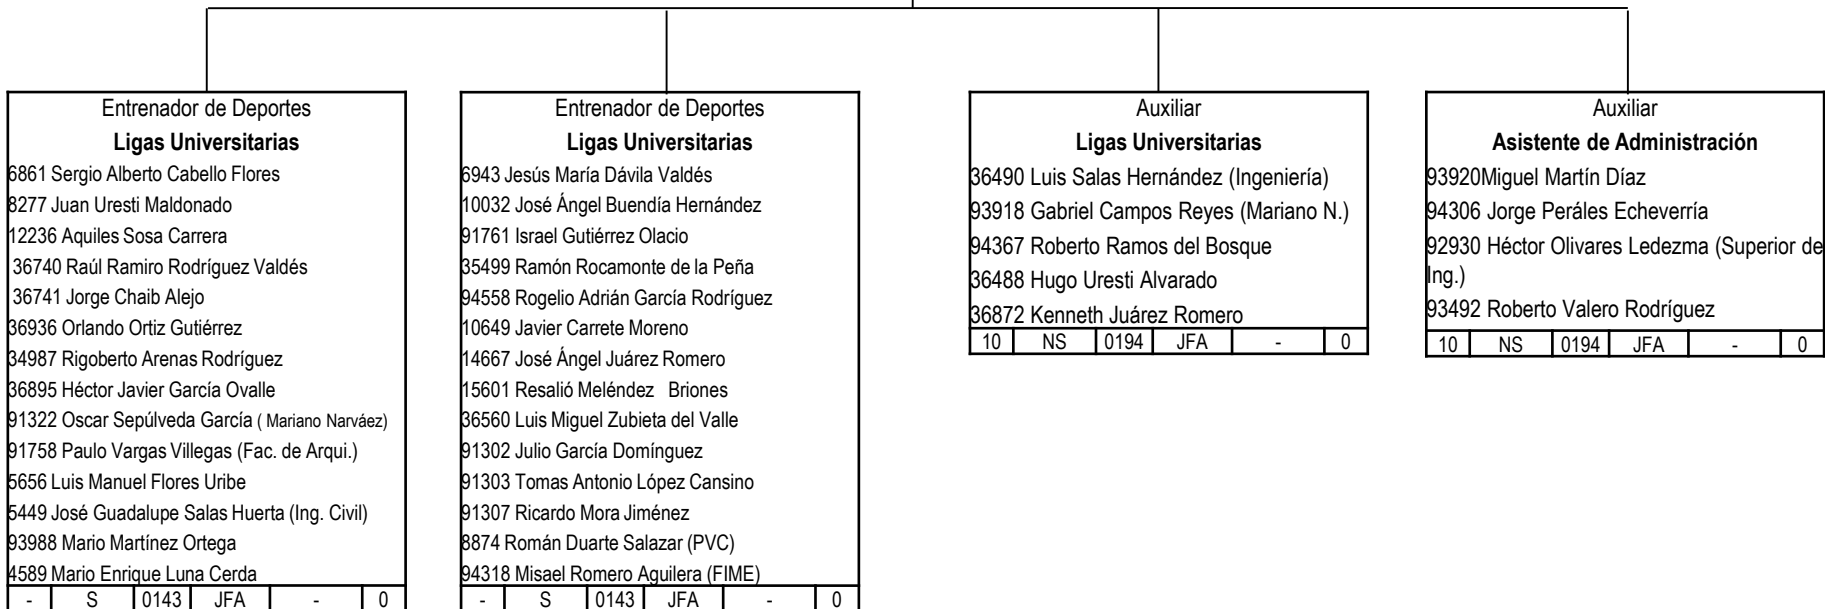 Entrenador de Deportes
Ligas Universitarias
6861 Sergio Alberto Cabello Flores
8277 Juan Uresti Maldonado
12236 Aquiles Sosa Carrera
36740 Raúl Ramiro Rodríguez Valdés
36741 Jorge Chaib Alejo
36936 Orlando Ortiz Gutiérrez
34987 Rigoberto Arenas Rodríguez
36895 Héctor Javier García Ovalle
91322 Oscar Sepúlveda García ( Mariano Narváez)
91758 Paulo Vargas Villegas (Fac. de Arqui.)
5656 Luis Manuel Flores Uribe
5449 José Guadalupe Salas Huerta (Ing. Civil)
93988 Mario Martínez Ortega
4589 Mario Enrique Luna Cerda
- S 0143 JFA - 0
Entrenador de Deportes
Ligas Universitarias
6943 Jesús María Dávila Valdés
10032 José Ángel Buendía Hernández
91761 Israel Gutiérrez Olacio
35499 Ramón Rocamonte de la Peña
94558 Rogelio Adrián García Rodríguez
10649 Javier Carrete Moreno
14667 José Ángel Juárez Romero
15601 Resalió Meléndez Briones
36560 Luis Miguel Zubieta del Valle
91302 Julio García Domínguez
91303 Tomas Antonio López Cansino
91307 Ricardo Mora Jiménez
8874 Román Duarte Salazar (PVC)
94318 Misael Romero Aguilera (FIME)
- S 0143 JFA - 0
Auxiliar
Ligas Universitarias
36490 Luis Salas Hernández (Ingeniería)
93918 Gabriel Campos Reyes (Mariano N.)
94367 Roberto Ramos del Bosque
36488 Hugo Uresti Alvarado
36872 Kenneth Juárez Romero
10 NS 0194 JFA - 0
Auxiliar
Asistente de Administración
93920Miguel Martín Díaz
94306 Jorge Peráles Echeverría
92930 Héctor Olivares Ledezma (Superior de
Ing.)
93492 Roberto Valero Rodríguez
10 NS 0194 JFA - 0